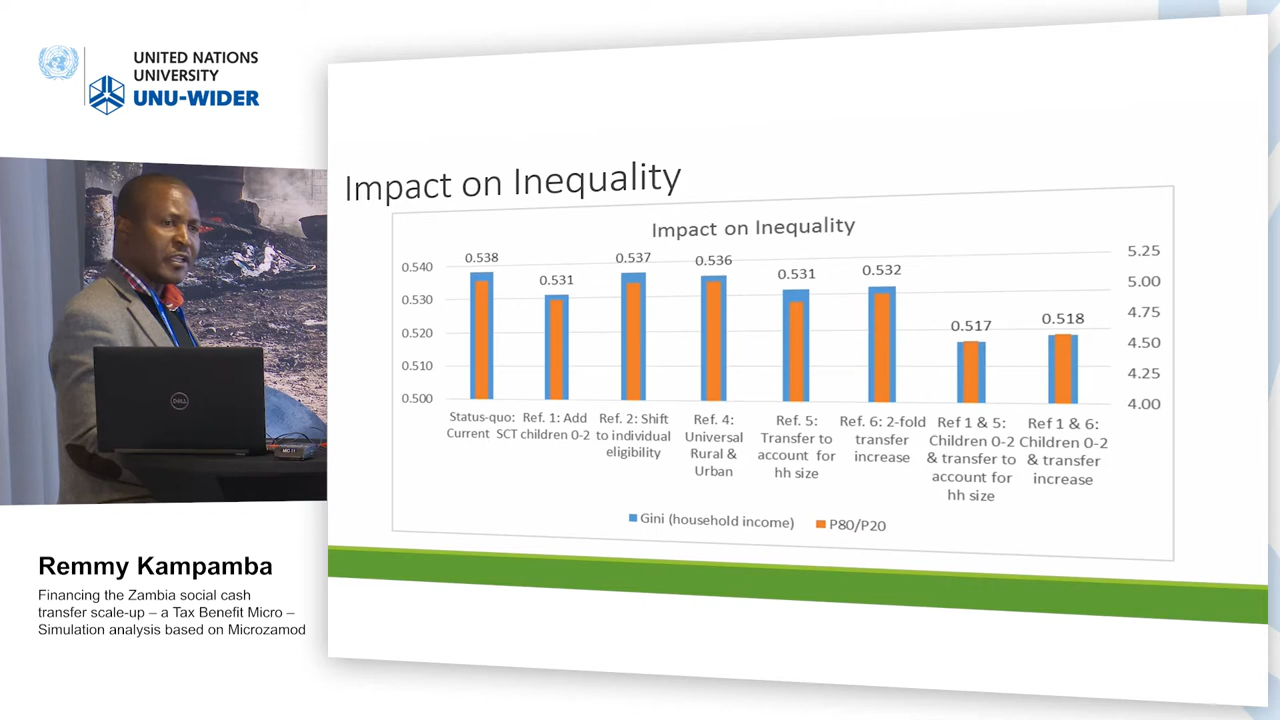 UNITED NATIONS
UNIVERSITY
UNU-WIDER
Impact on Inequality
Impact on Inequality
0.538
0.531
0.537
0.536
0.531
0.532
0.517
0.518
0.540
0.530
0.520
0.510
0.500
5.25
5.00
4.75
4.50
4.25
4.00
Status-quo:
Current SCT
Ref. 1: Add
children 0-2
Ref. 2: Shift
to individual
eligibility
Ref. 4:
Universal
Rural &
Urban
Ref. 5:
Transfer to
account for
hh size
Ref. 6: 2-fold
transfer
increase
Ref 1 & 5:
Children 0-2
& transfer to
account for
hh size
Ref 1 & 6:
Children 0-2
& transfer
increase
Gini (household income)
P80/P20
DELL
MIC 11
Remmy Kampamba
Financing the Zambia social cash
transfer scale-up – a Tax Benefit Micro –
Simulation analysis based on Microzamod